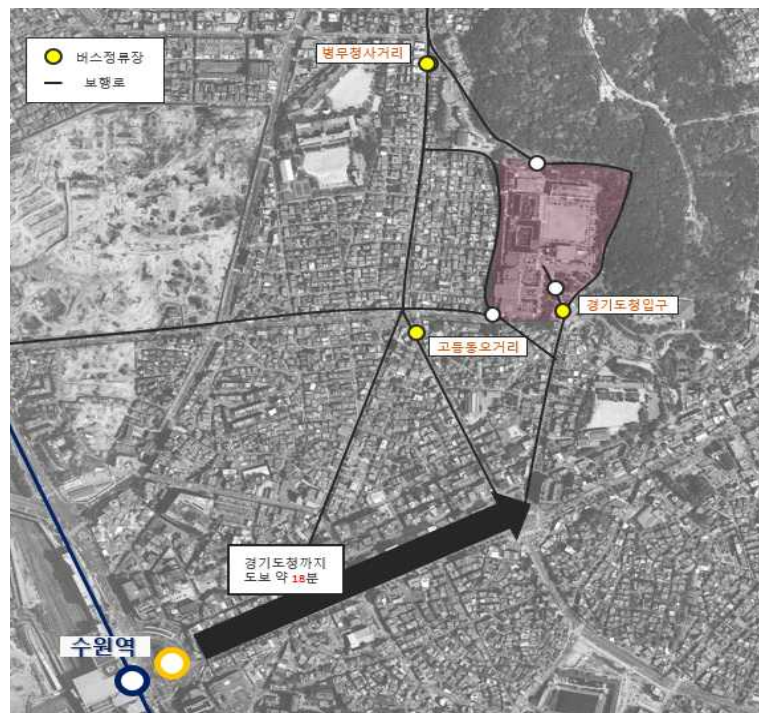 버스정류장
보행로
병무청사거리
경기도청입구
고등동오거리
경기도청까지
도보 약 18분
수원역